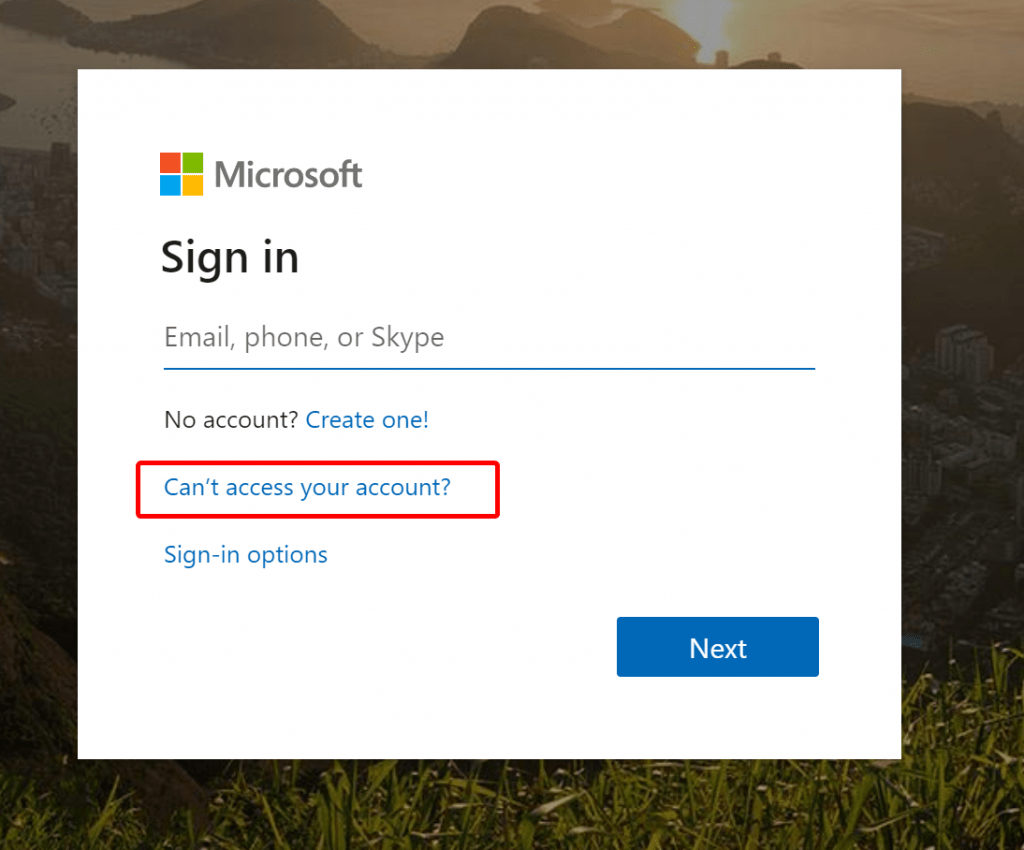 Microsoft
Sign in
Email, phone, or Skype
No account? Create one!
Can’t access your account?
Sign-in options
Next